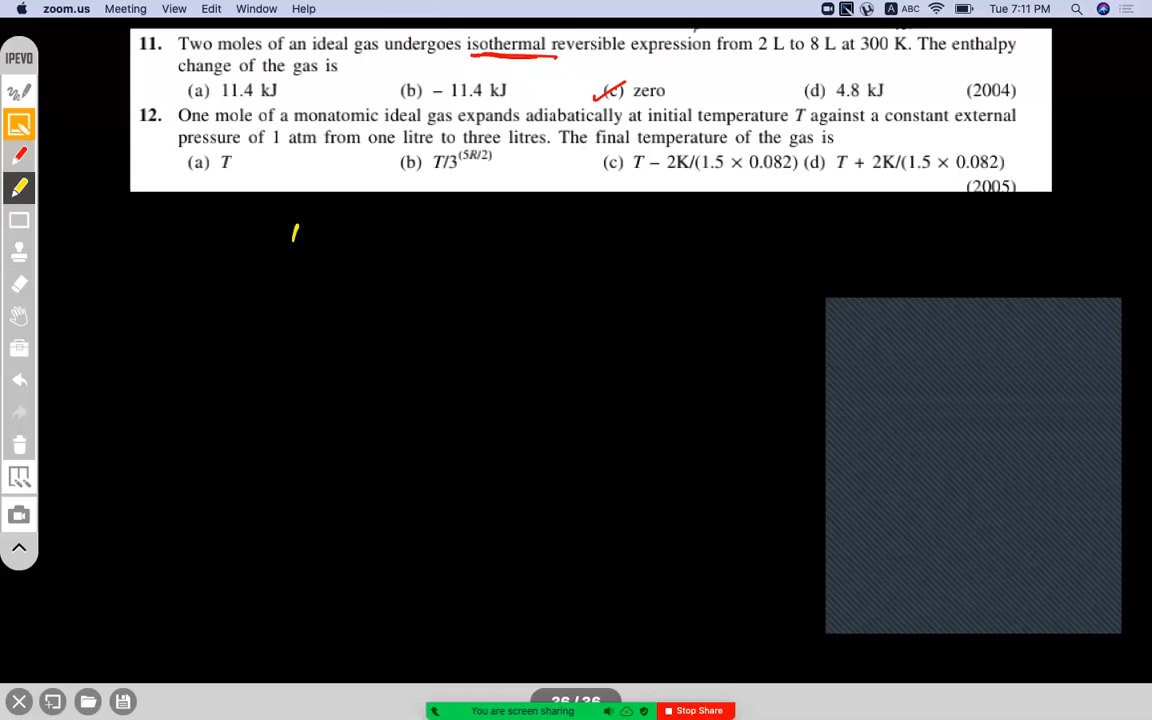 zoom.us Meeting View Edit Window Help A ABC Tue 7:11 PM
IPEVO
11. Two moles of an ideal gas undergoes isothermal reversible expression from 2 L to 8 L at 300 K. The enthalpy
change of the gas is
(a) 11.4 kJ (b) – 11.4 kJ (c) zero (d) 4.8 kJ (2004)
12. One mole of a monatomic ideal gas expands adiabatically at initial temperature T against a constant external
pressure of 1 atm from one litre to three litres. The final temperature of the gas is
(a) T (b) T/3^(5R/2) (c) T – 2K/(1.5 × 0.082) (d) T + 2K/(1.5 × 0.082)
(2005)
36/36
You are screen sharing Stop Share